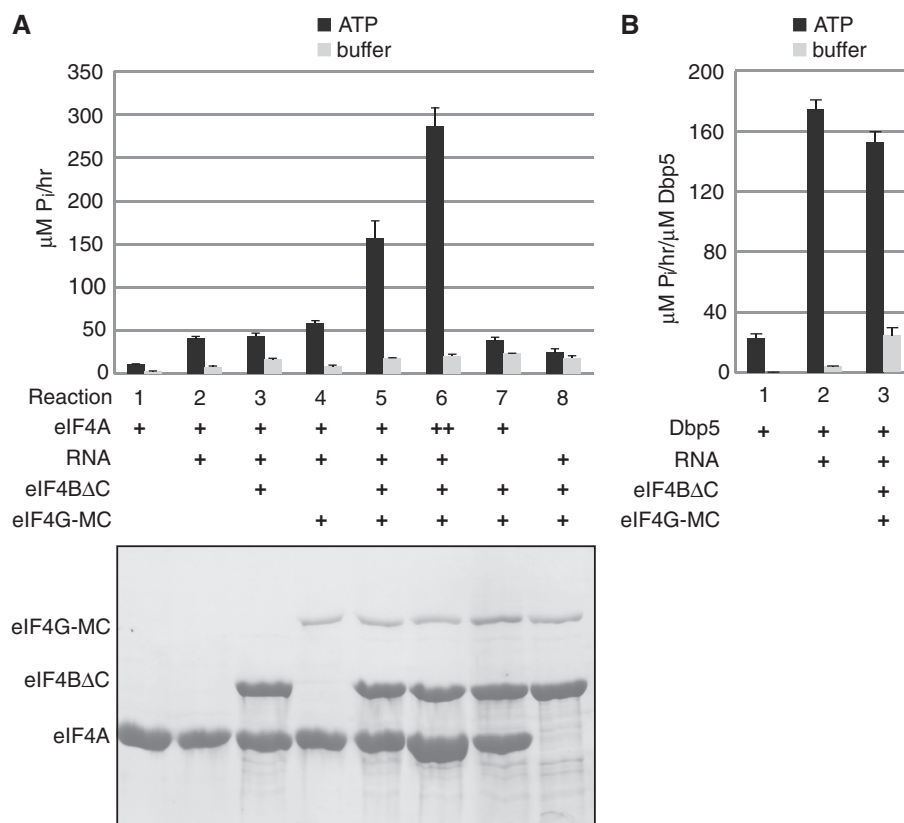 A
ATP
buffer
µM Pi/hr
350
300
250
200
150
100
50
0
Reaction 1 2 3 4 5 6 7 8
eIF4A + + + + + ++ +
RNA + + + + + +
eIF4BΔC + + + + +
eIF4G-MC + + + + +
eIF4G-MC
eIF4BΔC
eIF4A
B
ATP
buffer
µM Pi/hr/µM Dbp5
200
160
120
80
40
0
1 2 3
Dbp5 + + +
RNA + +
eIF4BΔC +
eIF4G-MC +